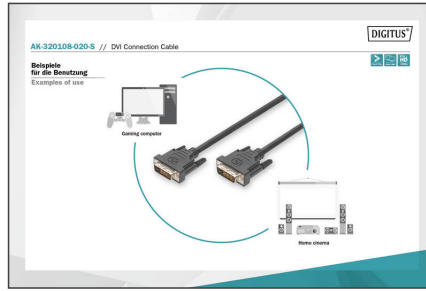 DIGITUS®
AK-320108-020-S // DVI Connection Cable
Beispiele
für die Benutzung
Examples of use
Gaming computer
Home cinema